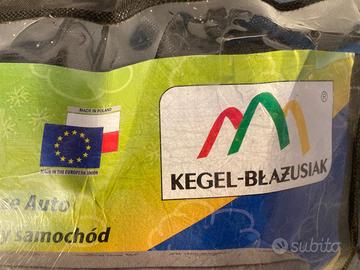 MADE IN POLAND
MADE IN THE EUROPEAN UNION
®
KEGEL-BŁAŻUSIAK
Auto
y samochód
subito